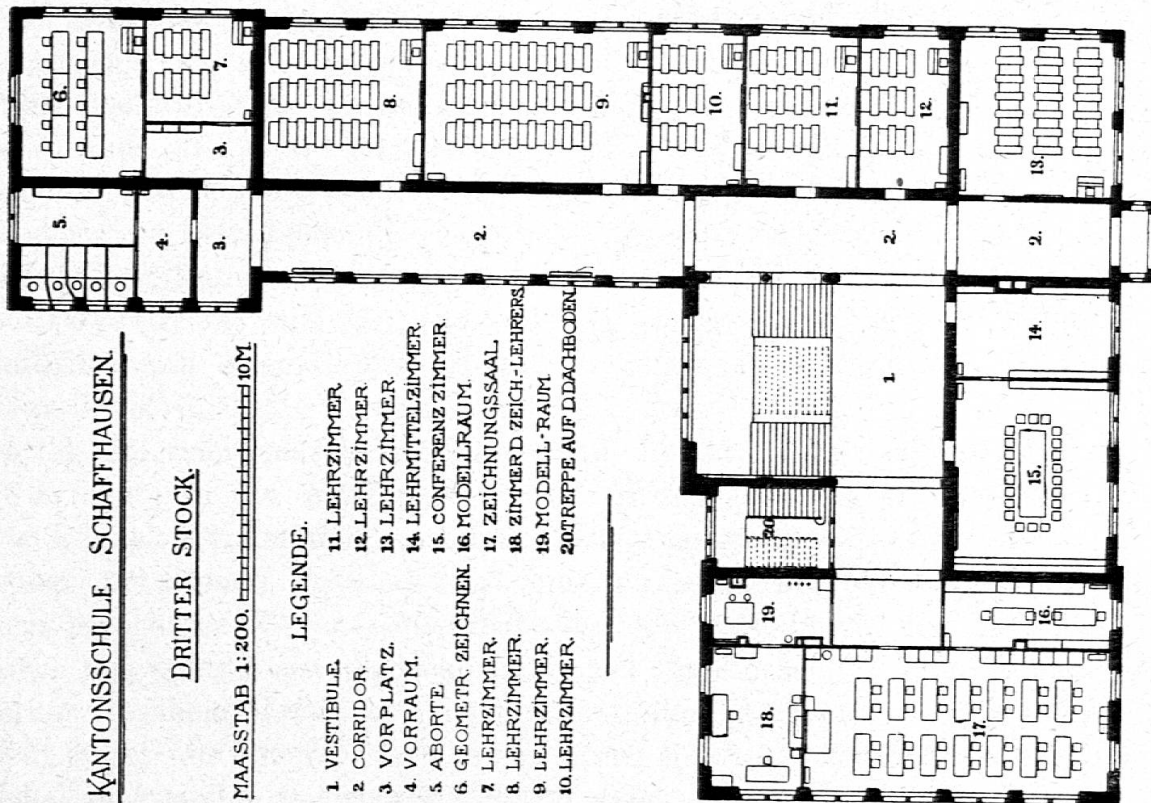 KANTONSSCHULE SCHAFFHAUSEN.
DRITTER STOCK.
MAASSTAB 1:200. 10 M.
LEGENDE.
1. VESTIBULE.
2. CORRIDOR.
3. VORPLATZ.
4. VORRAUM.
5. ABORTE.
6. GEOMETR. ZEICHNEN.
7. LEHRZIMMER.
8. LEHRZIMMER.
9. LEHRZIMMER.
10. LEHRZIMMER.
11. LEHRZIMMER.
12. LEHRZIMMER.
13. LEHRZIMMER.
14. LEHRMITTELZIMMER.
15. CONFERENZ ZIMMER.
16. MODELLRAUM.
17. ZEICHNUNGSSAAL.
18. ZIMMER D. ZEICH.-LEHRERS.
19. MODELL-RAUM.
20. TREPPE AUF D. DACHBODEN.
6.
7.
3.
8.
9.
10.
11.
12.
13.
5.
4.
3.
2.
2.
2.
1.
14.
15.
20.
19.
16.
18.
17.